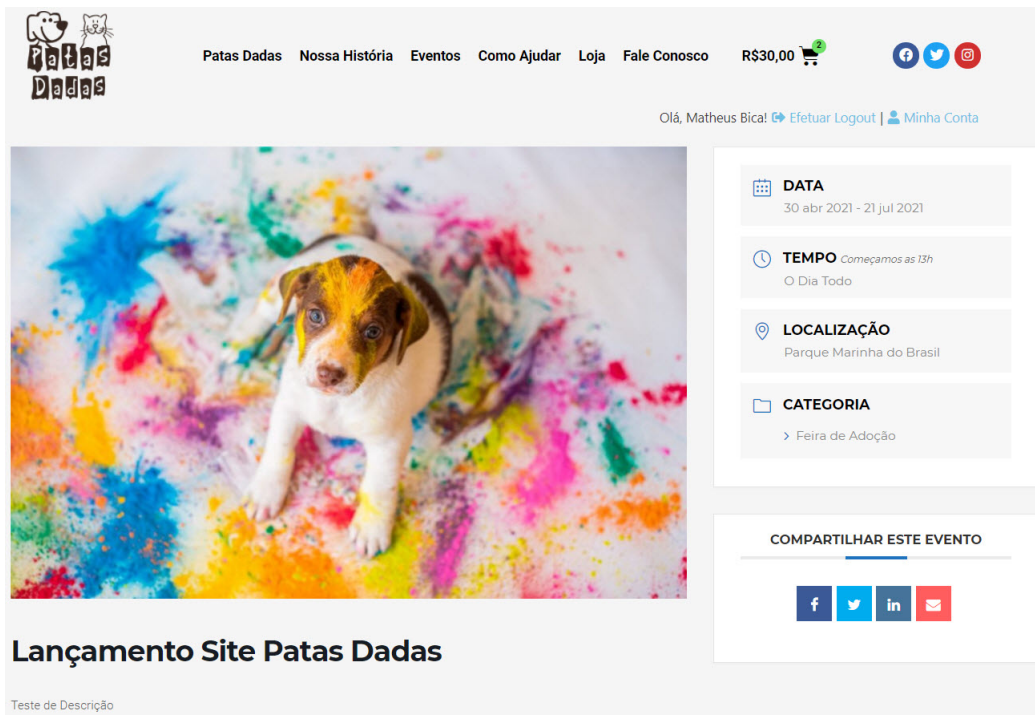 Patas
Dadas
Patas Dadas Nossa História Eventos Como Ajudar Loja Fale Conosco R$30,00 2
Olá, Matheus Bica! Efetuar Logout | Minha Conta
DATA
30 abr 2021 - 21 jul 2021
TEMPO Começamos as 13h
O Dia Todo
LOCALIZAÇÃO
Parque Marinha do Brasil
CATEGORIA
> Feira de Adoção
COMPARTILHAR ESTE EVENTO
Lançamento Site Patas Dadas
Teste de Descrição